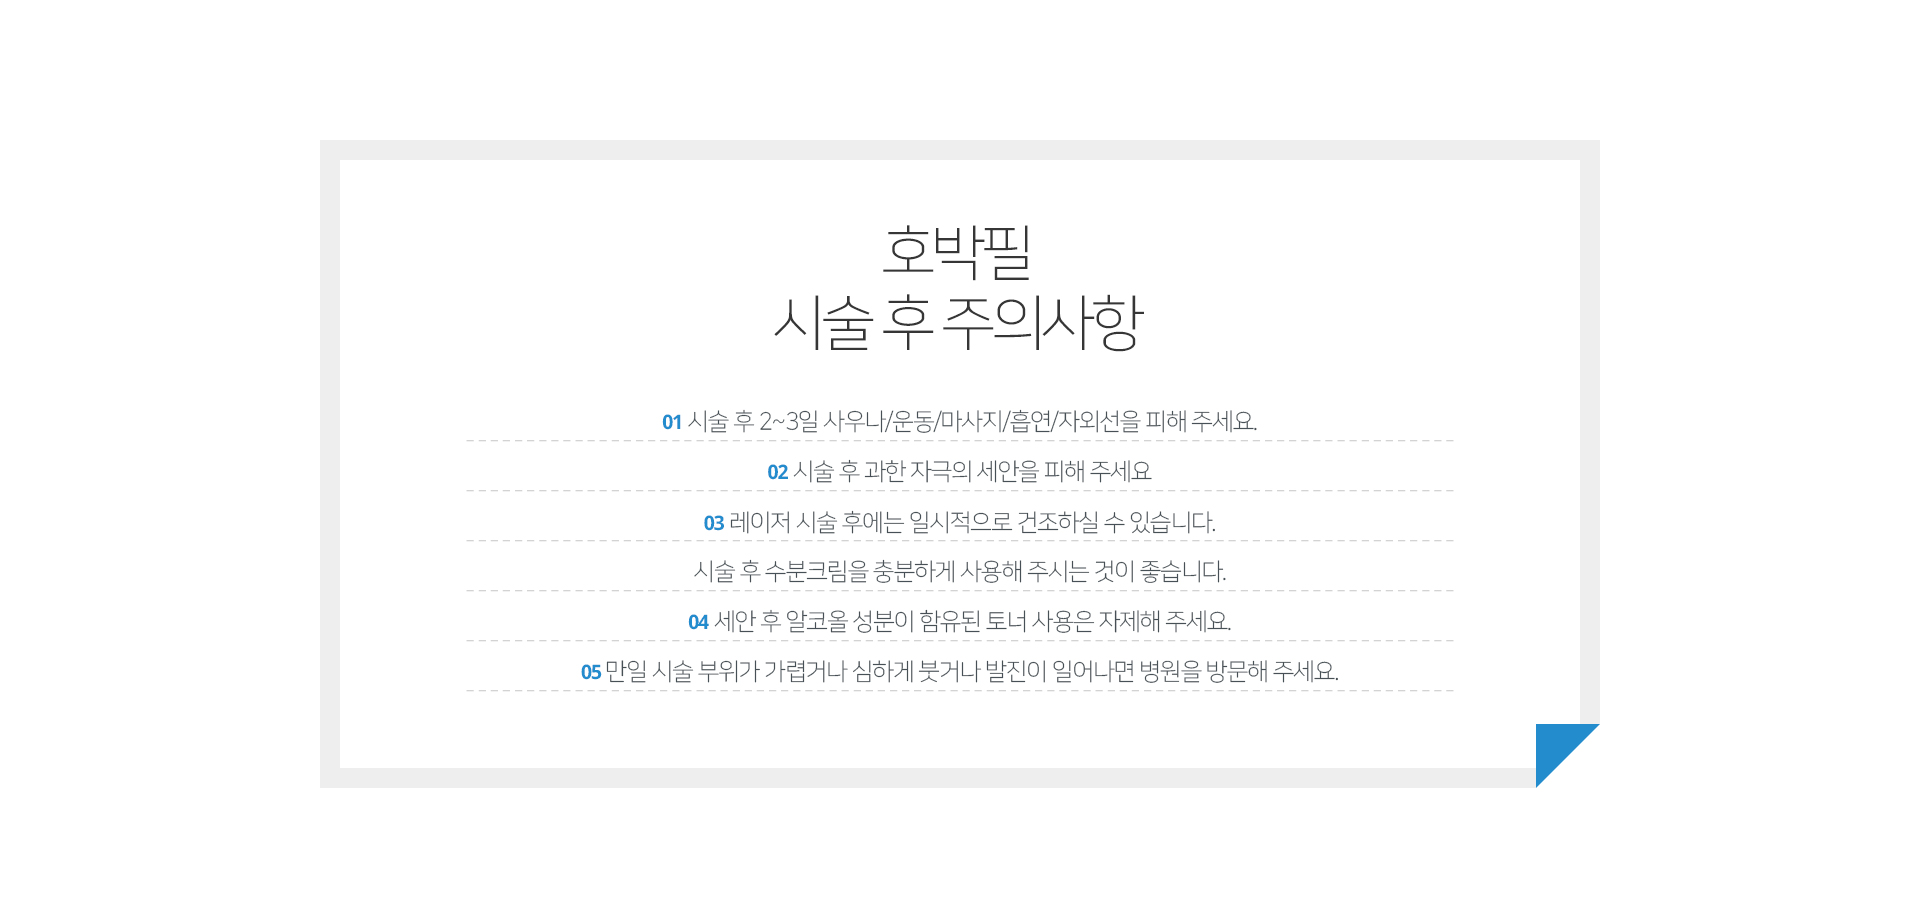 호박필
시술 후 주의사항
01 시술 후 2~3일 사우나/운동/마사지/흡연/자외선을 피해 주세요.
02 시술 후 과한 자극의 세안을 피해 주세요
03 레이저 시술 후에는 일시적으로 건조하실 수 있습니다.
시술 후 수분크림을 충분하게 사용해 주시는 것이 좋습니다.
04 세안 후 알코올 성분이 함유된 토너 사용은 자제해 주세요.
05 만일 시술 부위가 가렵거나 심하게 붓거나 발진이 일어나면 병원을 방문해 주세요.